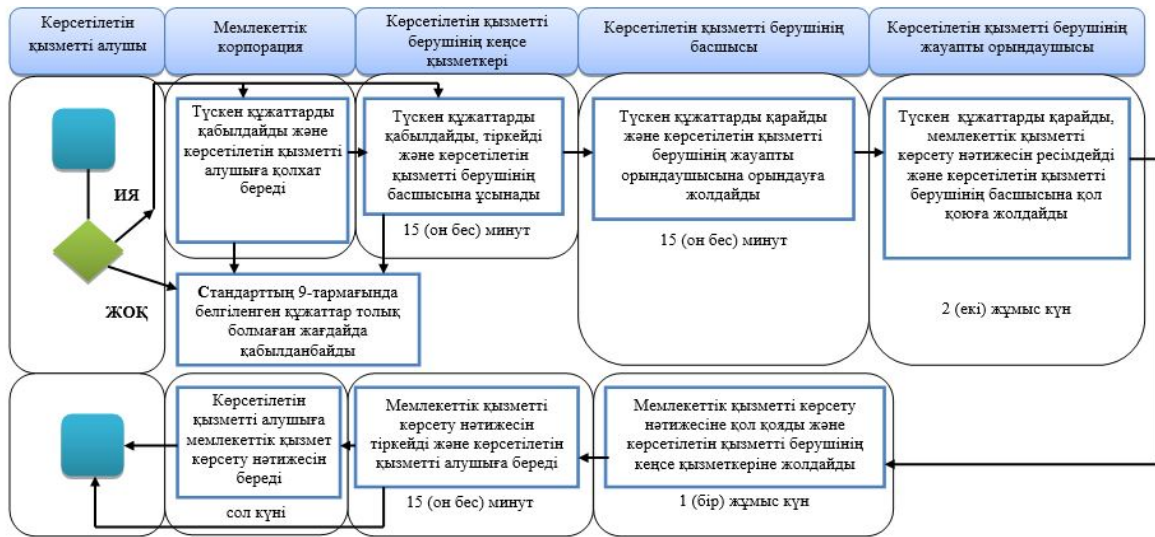 Көрсетілетін
қызметті алушы
Мемлекеттік
корпорация
Көрсетілетін қызметті
берушінің кеңсе
қызметкері
Көрсетілетін қызметті берушінің
басшысы
Көрсетілетін қызметті берушінің
жауапты орындаушысы
ИЯ
ЖОҚ
Түскен құжаттарды
қабылдайды және
көрсетілетін қызметті
алушыға қолхат
береді
Түскен құжаттарды
қабылдайды, тіркейді
және көрсетілетін
қызметті берушінің
басшысына ұсынады
15 (он бес) минут
Түскен құжаттарды қарайды
және көрсетілетін қызметті
берушінің жауапты
орындаушысына орындауға
жолдайды
15 (он бес) минут
Түскен құжаттарды қарайды,
мемлекеттік қызметті
көрсету нәтижесін ресімдейді
және көрсетілетін қызметті
берушінің басшысына қол
қоюға жолдайды
2 (екі) жұмыс күн
Стандарттың 9-тармағында
белгіленген құжаттар толық
болмаған жағдайда
қабылданбайды
Көрсетілетін
қызметті алушыға
мемлекеттік қызмет
көрсету нәтижесін
береді
сол күні
Мемлекеттік қызметті
көрсету нәтижесін
тіркейді және көрсетілетін
қызметті алушыға береді
15 (он бес) минут
Мемлекеттік қызметті көрсету
нәтижесіне қол қояды және
көрсетілетін қызметті берушінің
кеңсе қызметкеріне жолдайды
1 (бір) жұмыс күн